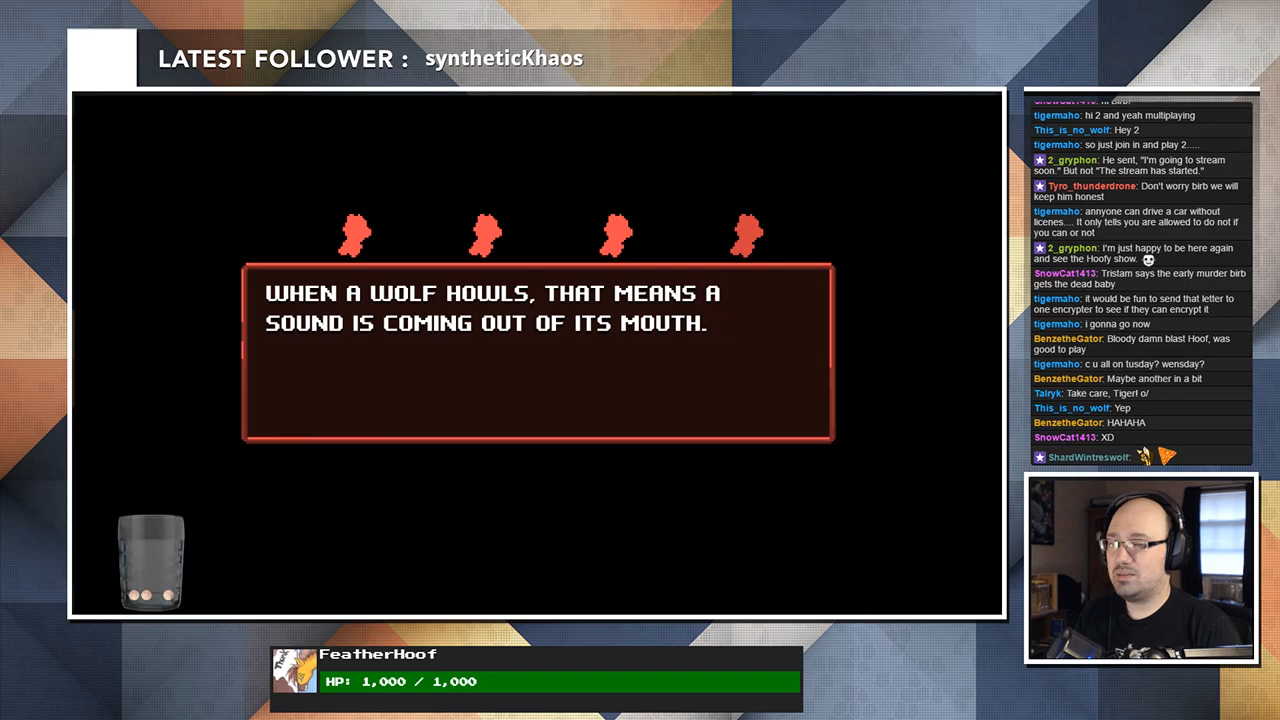 LATEST FOLLOWER : syntheticKhaos
WHEN A WOLF HOWLS, THAT MEANS A
SOUND IS COMING OUT OF ITS MOUTH.
tigermaho: hi 2 and yeah multiplaying
This_is_no_wolf: Hey 2
tigermaho: so just join in and play 2.....
2_gryphon: He sent, "I'm going to stream
soon." But not "The stream has started."
Tyro_thunderdrone: Don't worry birb we will
keep him honest
tigermaho: annyone can drive a car without
licenes.... It only tells you are allowed to do not if
you can or not
2_gryphon: I'm just happy to be here again
and see the Hoofy show.
SnowCat1413: Tristam says the early murder birb
gets the dead baby
tigermaho: it would be fun to send that letter to
one encrypter to see if they can encrypt it
tigermaho: i gonna go now
BenzetheGator: Bloody damn blast Hoof, was
good to play
tigermaho: c u all on tusday? wensday?
BenzetheGator: Maybe another in a bit
Talryk: Take care, Tiger! o/
This_is_no_wolf: Yep
BenzetheGator: HAHAHA
SnowCat1413: XD
ShardWintreswolf:
FeatherHoof
HP: 1,000 / 1,000